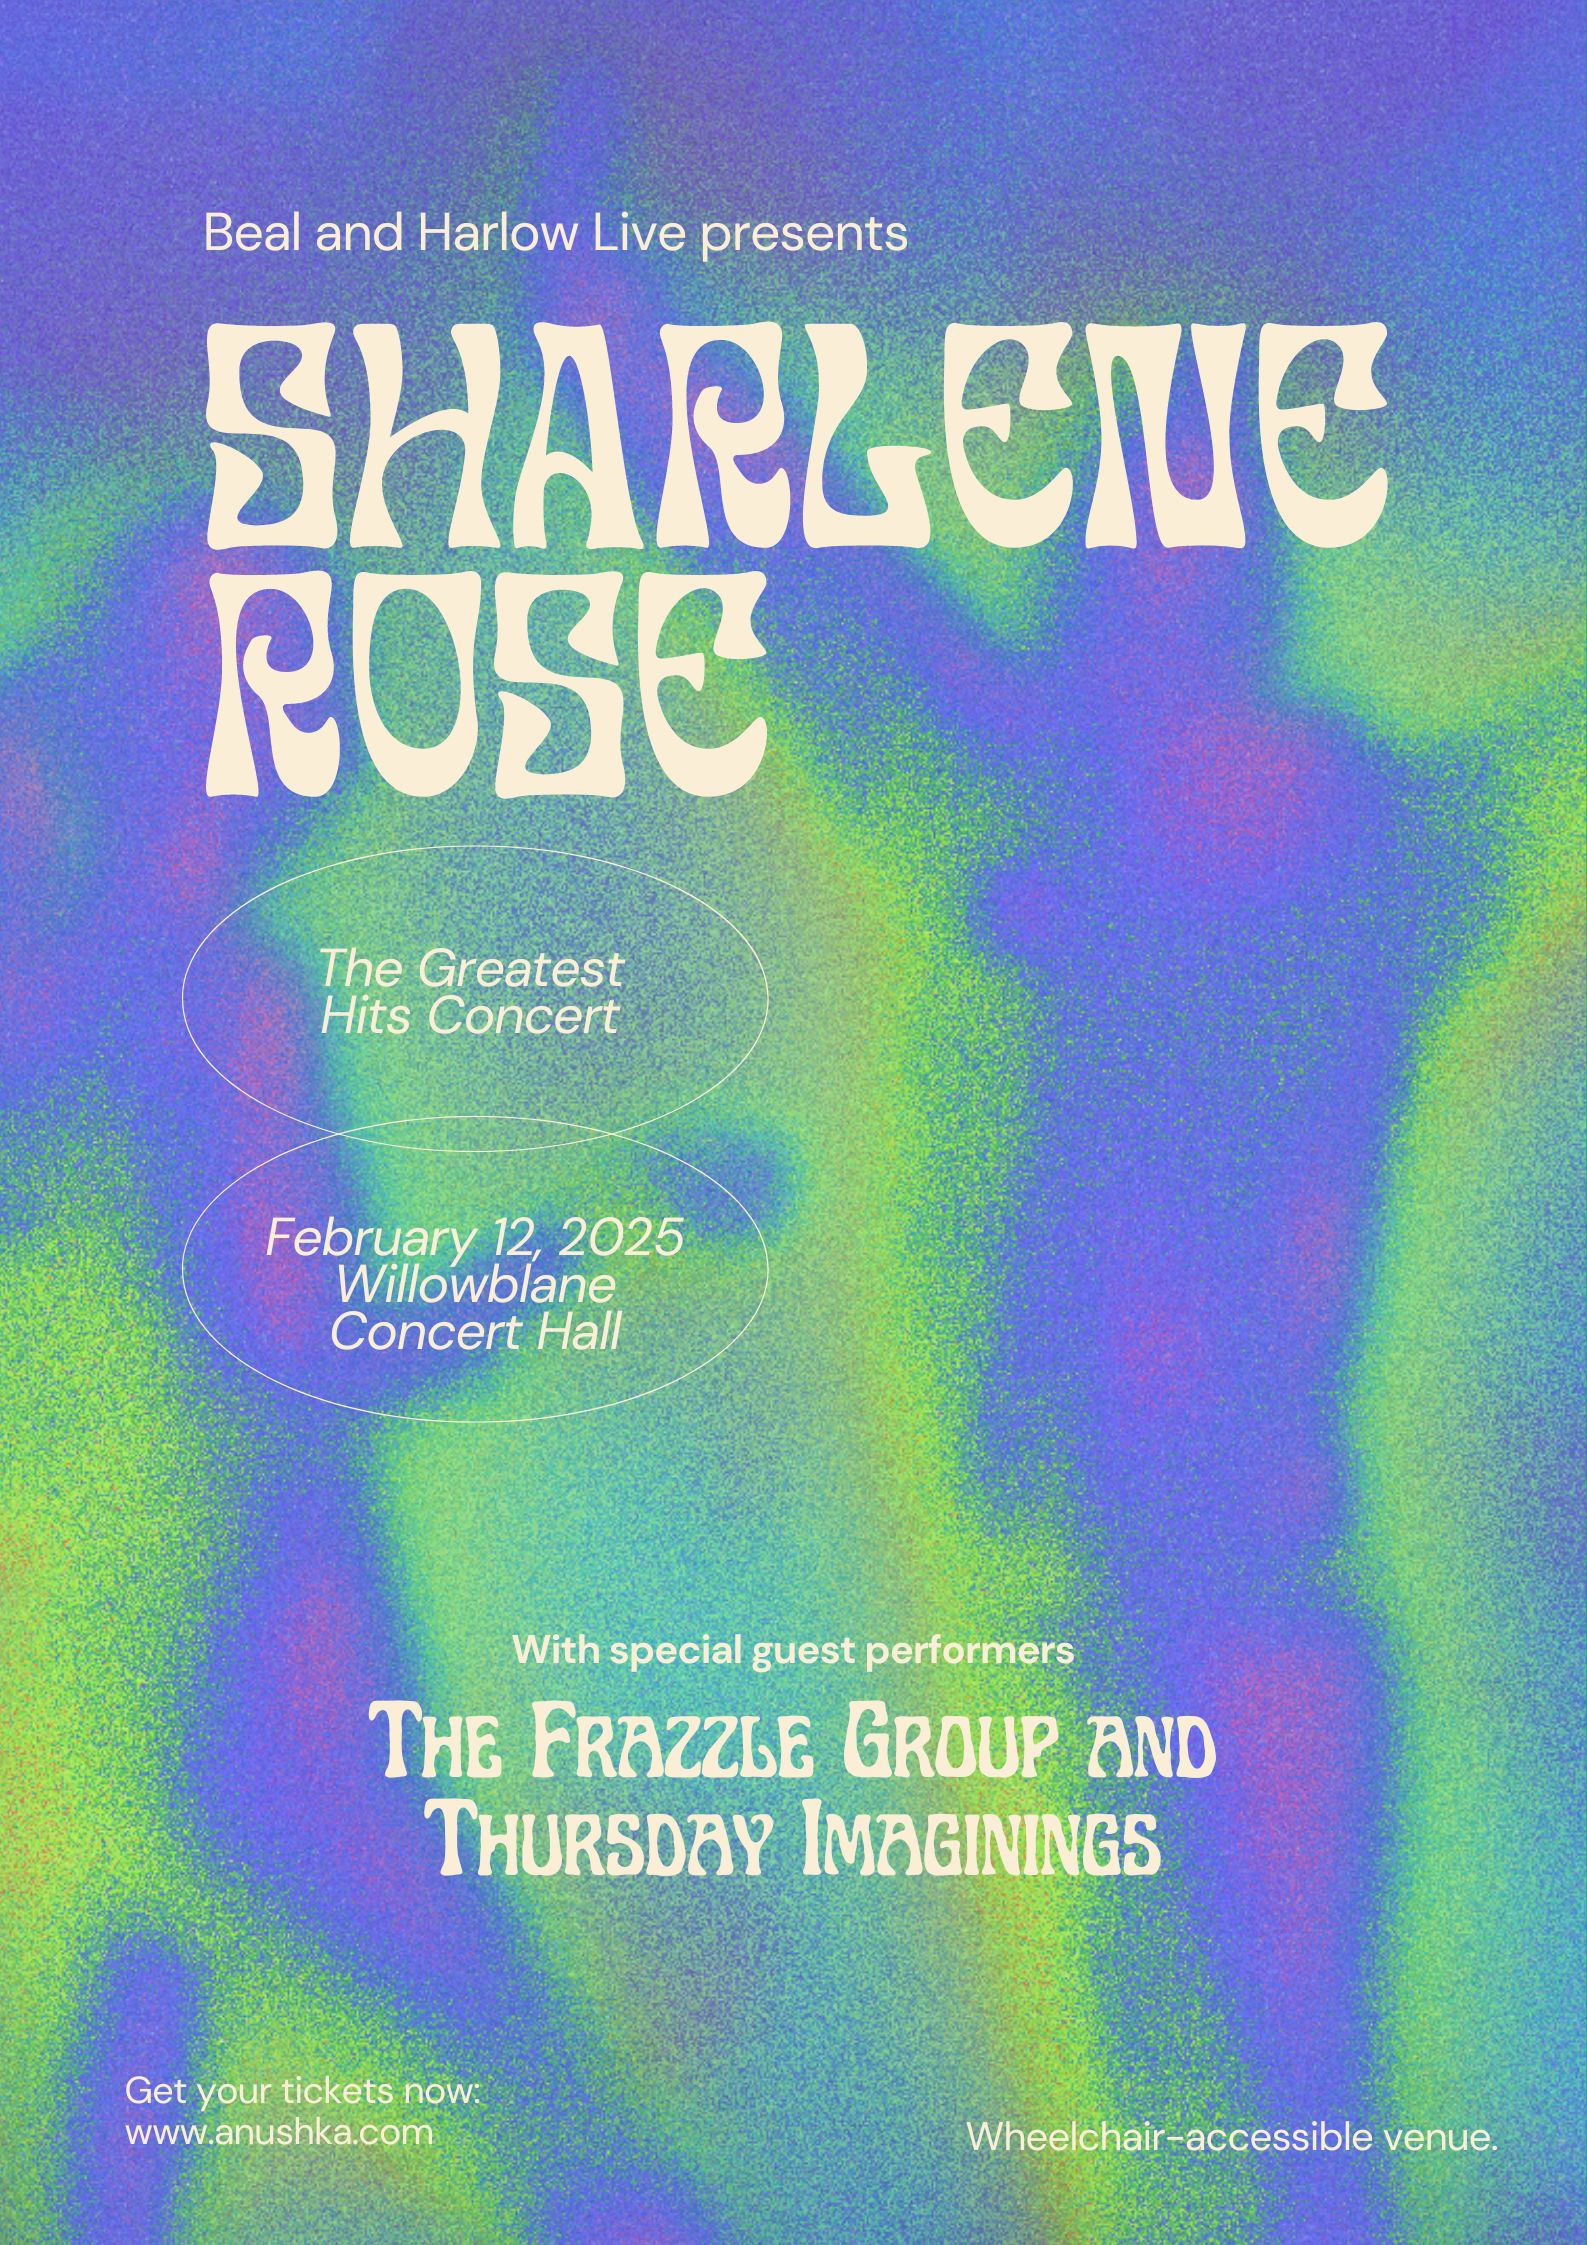 Beal and Harlow Live presents
SHARLENE
ROSE
The Greatest
Hits Concert
February 12, 2025
Willowblane
Concert Hall
With special guest performers
The Frazzle Group and
Thursday Imaginings
Get your tickets now:
www.anushka.com
Wheelchair-accessible venue.